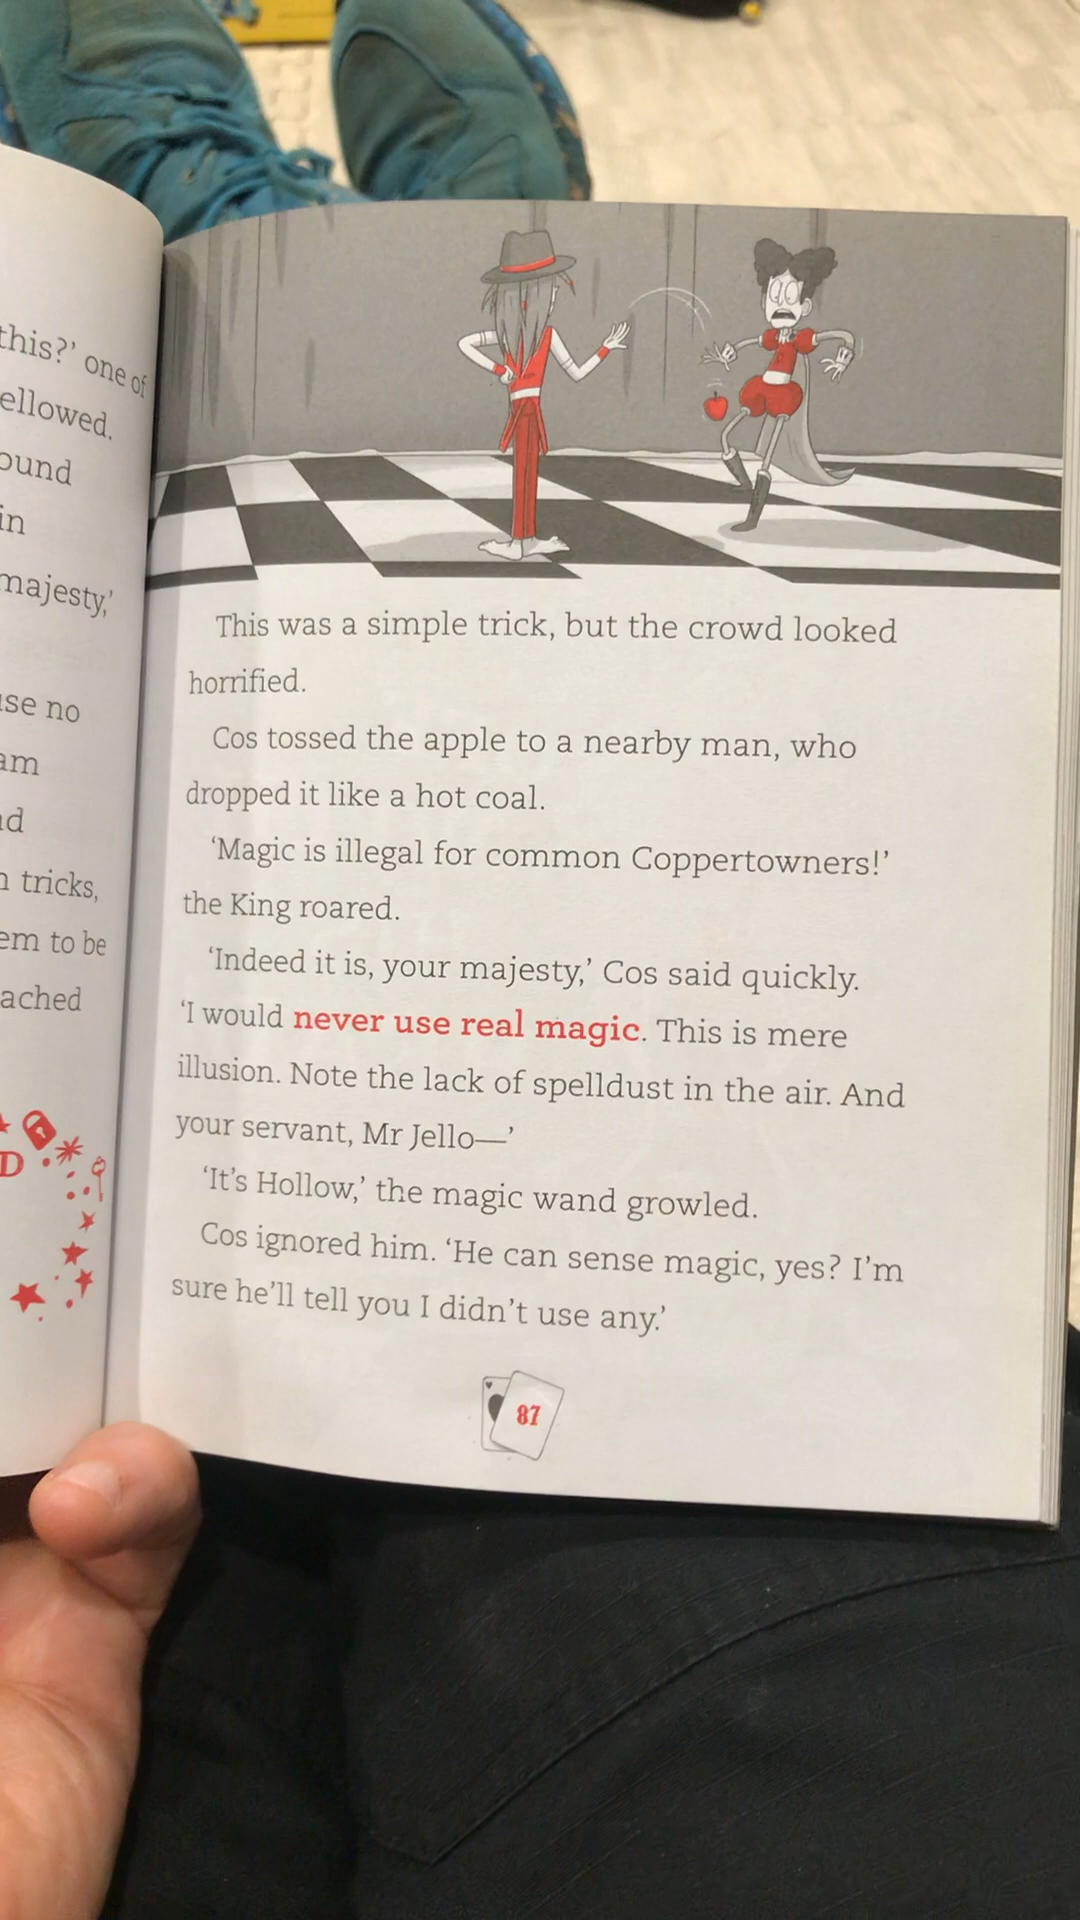 this?’ one of
ellowed.
ound
in
majesty,’
use no
am
nd
n tricks,
em to be
ached
D
This was a simple trick, but the crowd looked
horrified.
Cos tossed the apple to a nearby man, who
dropped it like a hot coal.
‘Magic is illegal for common Coppertowners!’
the King roared.
‘Indeed it is, your majesty,’ Cos said quickly.
‘I would never use real magic. This is mere
illusion. Note the lack of spelldust in the air. And
your servant, Mr Jello—’
‘It’s Hollow,’ the magic wand growled.
Cos ignored him. ‘He can sense magic, yes? I’m
sure he’ll tell you I didn’t use any.’
87